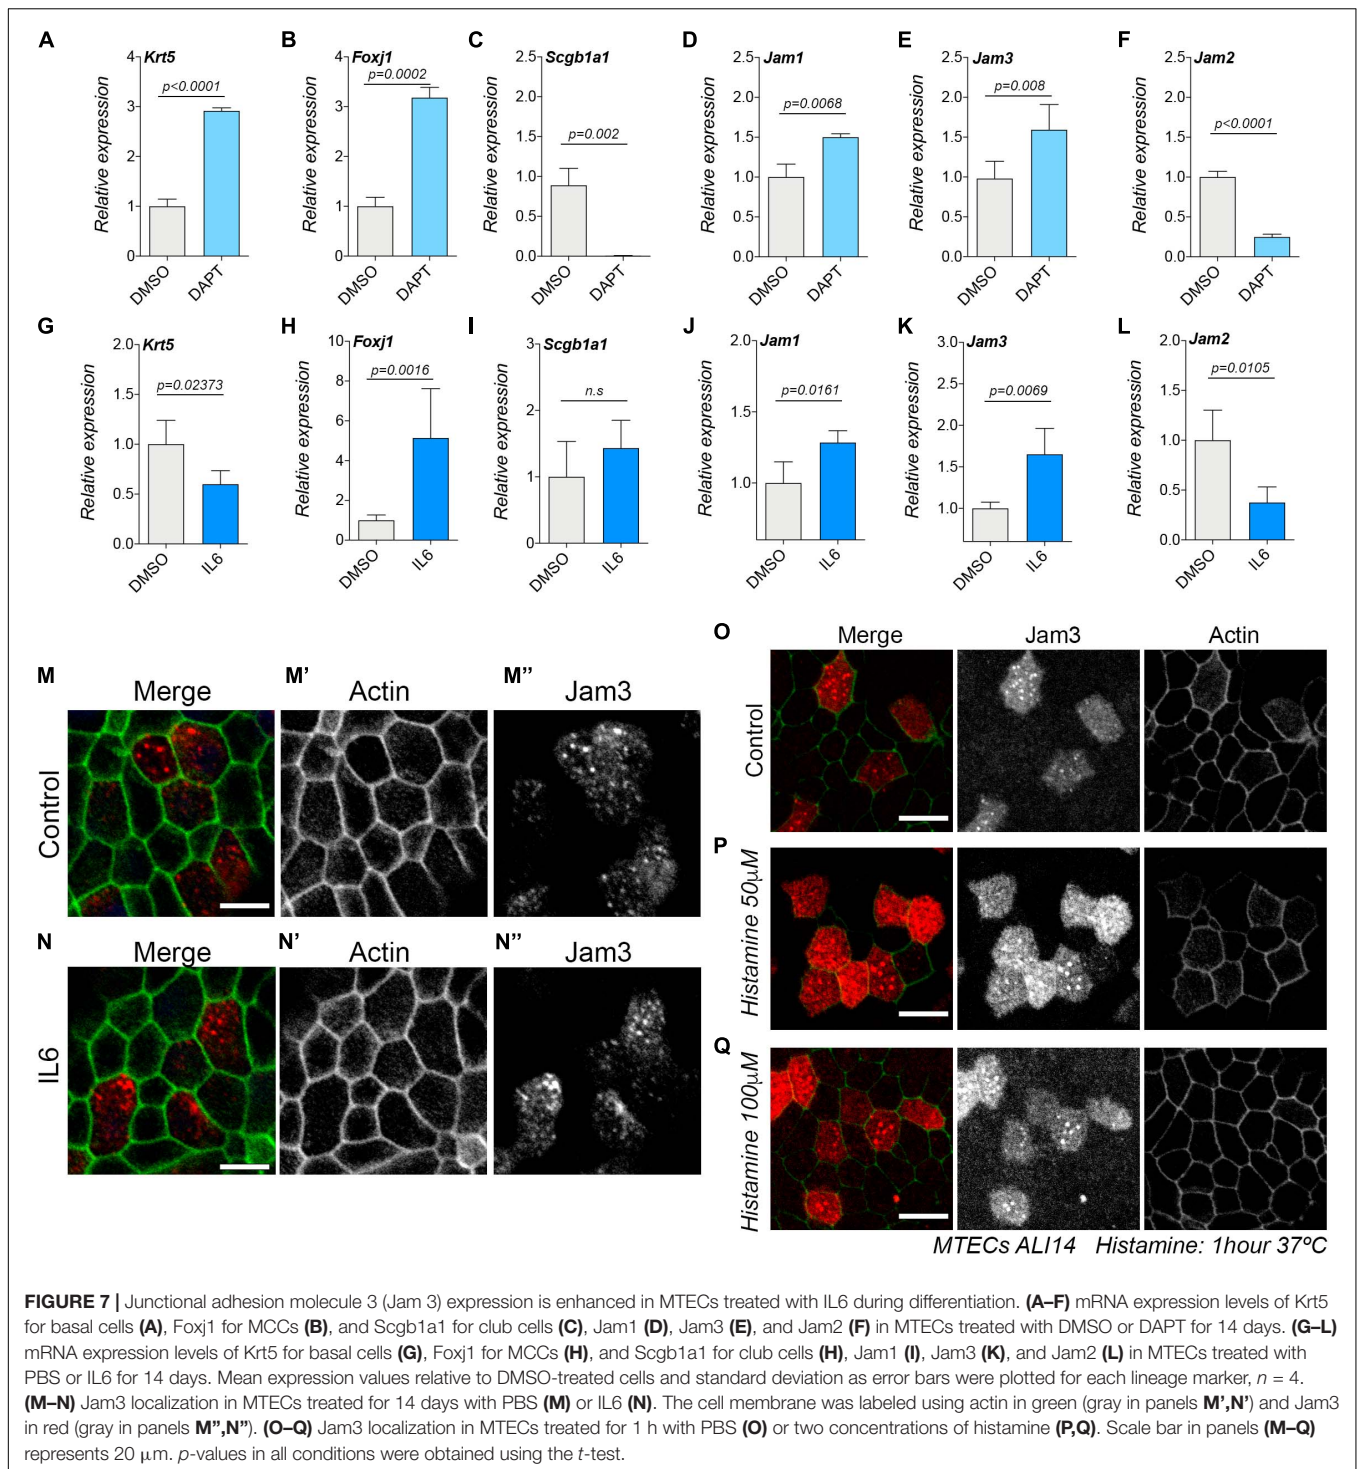 A
Krt5
Relative expression
4
3
2
1
0
p<0.0001
DMSO
DAPT
B
Foxj1
Relative expression
4
3
2
1
0
p=0.0002
DMSO
DAPT
C
Scgb1a1
Relative expression
2.5
2.0
1.5
1.0
0.5
0.0
p=0.002
DMSO
DAPT
D
Jam1
Relative expression
2.5
2.0
1.5
1.0
0.5
0.0
p=0.0068
DMSO
DAPT
E
Jam3
Relative expression
2.5
2.0
1.5
1.0
0.5
0.0
p=0.008
DMSO
DAPT
F
Jam2
Relative expression
2.5
2.0
1.5
1.0
0.5
0.0
p<0.0001
DMSO
DAPT
G
Krt5
Relative expression
2.0
1.5
1.0
0.5
0.0
p=0.02373
DMSO
IL6
H
Foxj1
Relative expression
10
8
6
4
2
0
p=0.0016
DMSO
IL6
I
Scgb1a1
Relative expression
3
2
1
0
n.s
DMSO
IL6
J
Jam1
Relative expression
2.0
1.5
1.0
p=0.0161
DMSO
IL6
K
Jam3
Relative expression
3.0
2.5
2.0
1.5
1.0
p=0.0069
DMSO
IL6
L
Jam2
Relative expression
2.0
1.5
1.0
0.5
0.0
p=0.0105
DMSO
IL6
M
Merge
M'
Actin
M"
Jam3
Control
N
Merge
N'
Actin
N"
Jam3
IL6
O
Merge
Jam3
Actin
Control
P
Histamine 50µM
Q
Histamine 100µM
MTECs ALI14 Histamine: 1hour 37ºC
FIGURE 7 | Junctional adhesion molecule 3 (Jam 3) expression is enhanced in MTECs treated with IL6 during differentiation. (A–F) mRNA expression levels of Krt5
for basal cells (A), Foxj1 for MCCs (B), and Scgb1a1 for club cells (C), Jam1 (D), Jam3 (E), and Jam2 (F) in MTECs treated with DMSO or DAPT for 14 days. (G–L)
mRNA expression levels of Krt5 for basal cells (G), Foxj1 for MCCs (H), and Scgb1a1 for club cells (H), Jam1 (I), Jam3 (K), and Jam2 (L) in MTECs treated with
PBS or IL6 for 14 days. Mean expression values relative to DMSO-treated cells and standard deviation as error bars were plotted for each lineage marker, n = 4.
(M–N) Jam3 localization in MTECs treated for 14 days with PBS (M) or IL6 (N). The cell membrane was labeled using actin in green (gray in panels M',N') and Jam3
in red (gray in panels M",N"). (O–Q) Jam3 localization in MTECs treated for 1 h with PBS (O) or two concentrations of histamine (P,Q). Scale bar in panels (M–Q)
represents 20 µm. p-values in all conditions were obtained using the t-test.